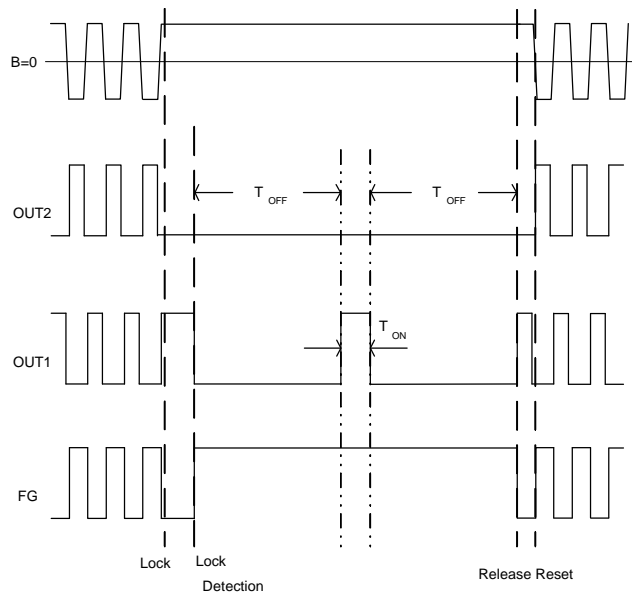 B=0
OUT2
T OFF
T OFF
OUT1
T ON
FG
Lock
Lock
Detection
Release Reset